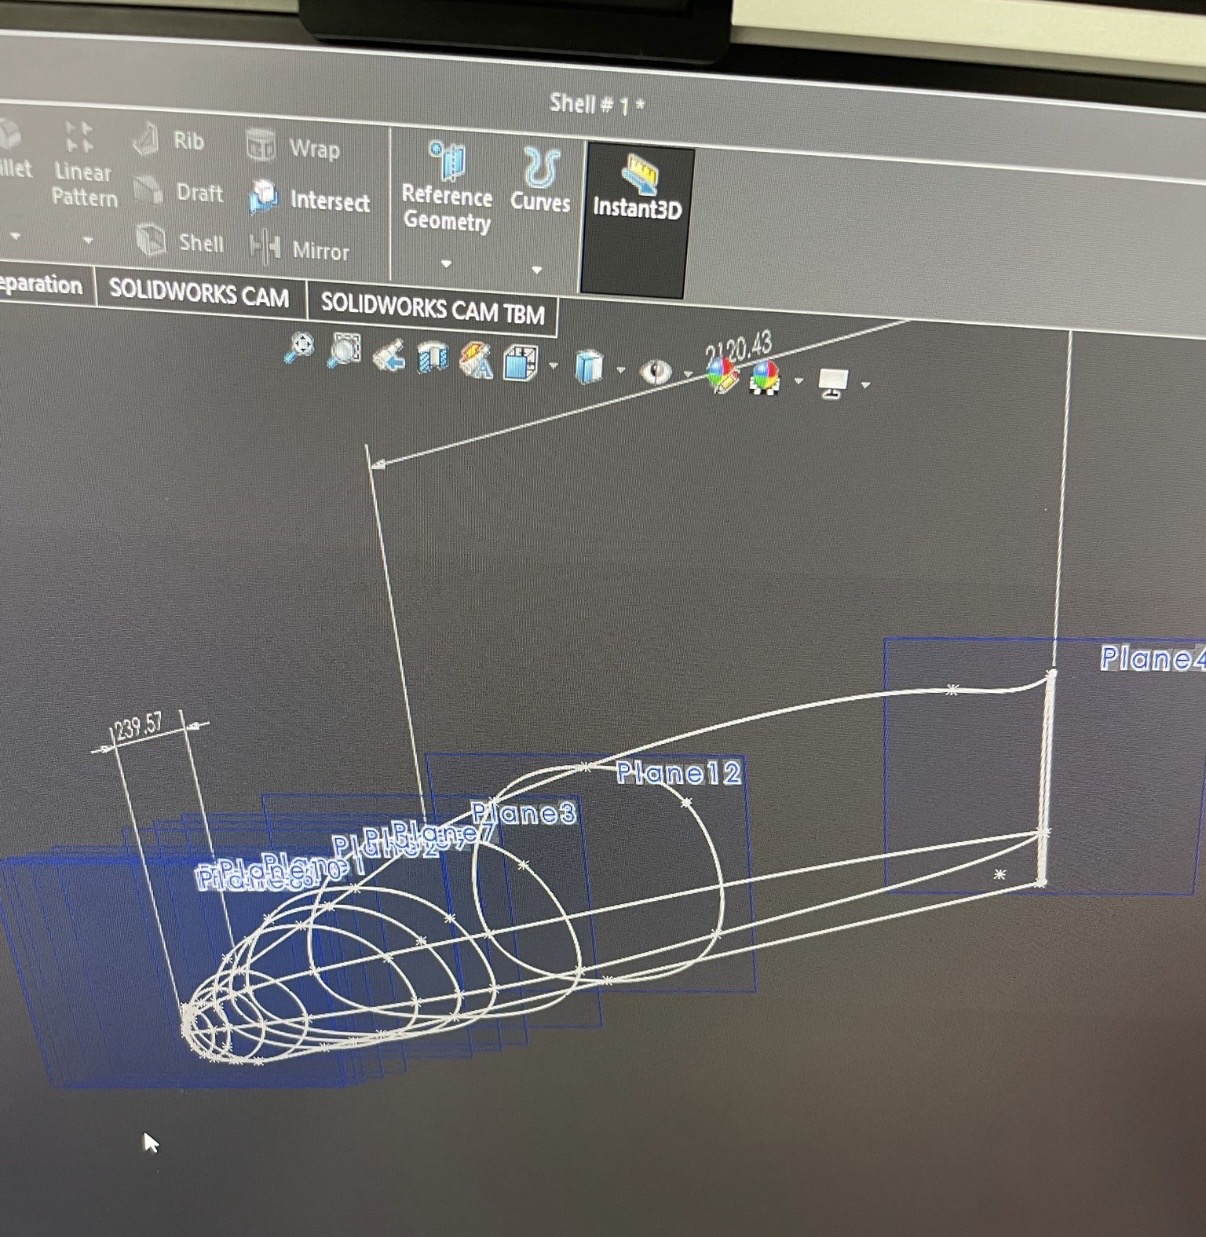 Shell # 1 *
Rib
Wrap
illet
Linear
Pattern
Draft
Intersect
Reference
Geometry
Curves
Instant3D
Shell
Mirror
eparation
SOLIDWORKS CAM
SOLIDWORKS CAM TBM
2120.43
Plane4
239.57
Plane12
Plane3